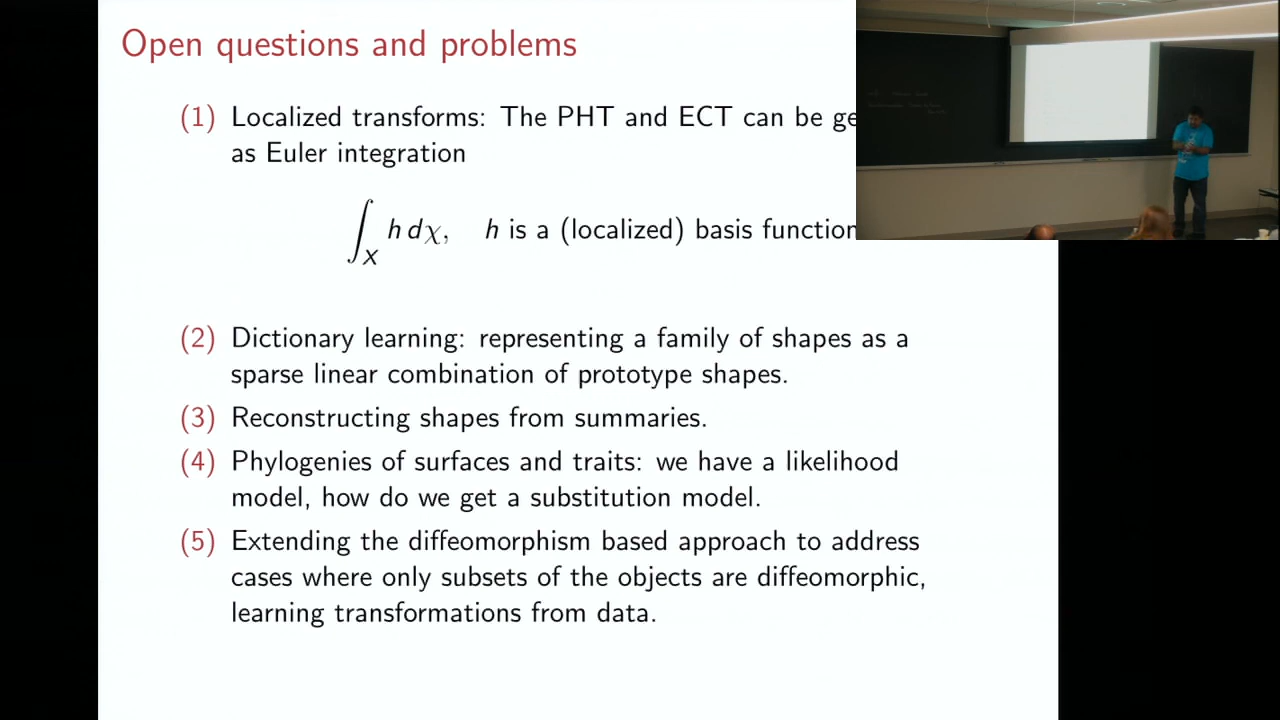 Open questions and problems
(1) Localized transforms: The PHT and ECT can be
as Euler integration
∫_X h dχ, h is a (localized) basis function
(2) Dictionary learning: representing a family of shapes as a
sparse linear combination of prototype shapes.
(3) Reconstructing shapes from summaries.
(4) Phylogenies of surfaces and traits: we have a likelihood
model, how do we get a substitution model.
(5) Extending the diffeomorphism based approach to address
cases where only subsets of the objects are diffeomorphic,
learning transformations from data.